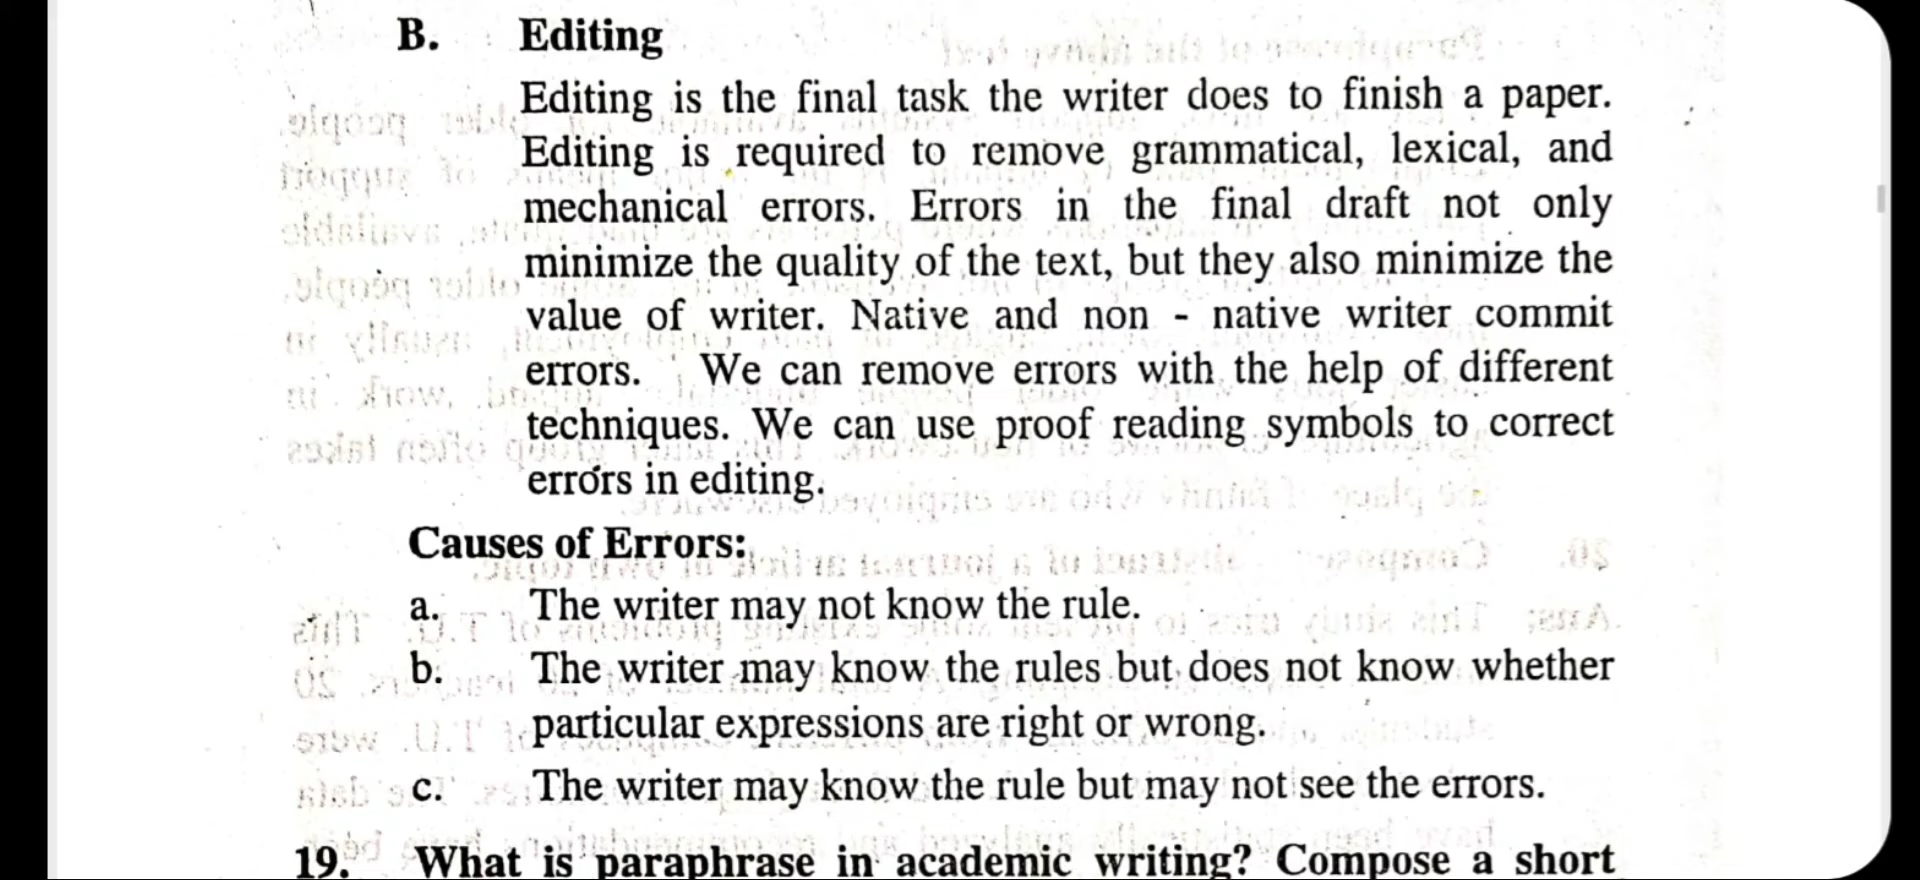 B. Editing
Editing is the final task the writer does to finish a paper.
Editing is required to remove grammatical, lexical, and
mechanical errors. Errors in the final draft not only
minimize the quality of the text, but they also minimize the
value of writer. Native and non - native writer commit
errors. We can remove errors with the help of different
techniques. We can use proof reading symbols to correct
errors in editing.
Causes of Errors:
a. The writer may not know the rule.
b. The writer may know the rules but does not know whether
particular expressions are right or wrong.
c. The writer may know the rule but may not see the errors.
19. What is paraphrase in academic writing? Compose a short